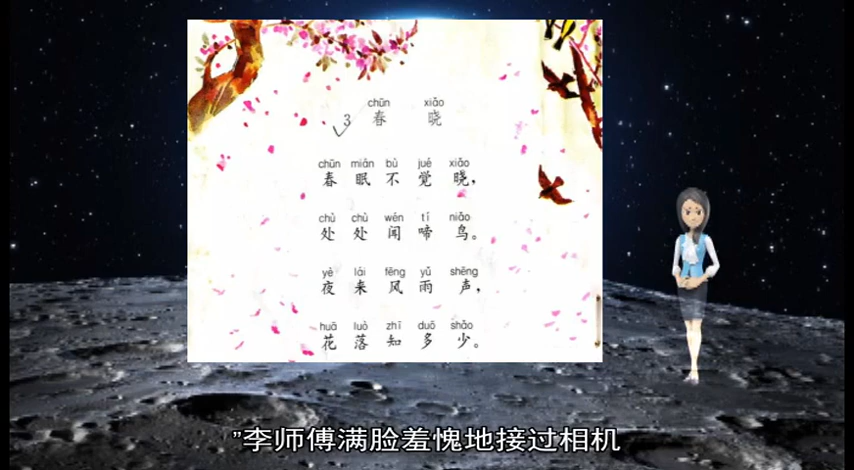 chūn xiǎo
3 春 晓
chūn mián bù jué xiǎo
春 眠 不 觉 晓，
chù chù wén tí niǎo
处 处 闻 啼 鸟。
yè lái fēng yǔ shēng
夜 来 风 雨 声，
huā luò zhī duō shǎo
花 落 知 多 少。
”李师傅满脸羞愧地接过相机